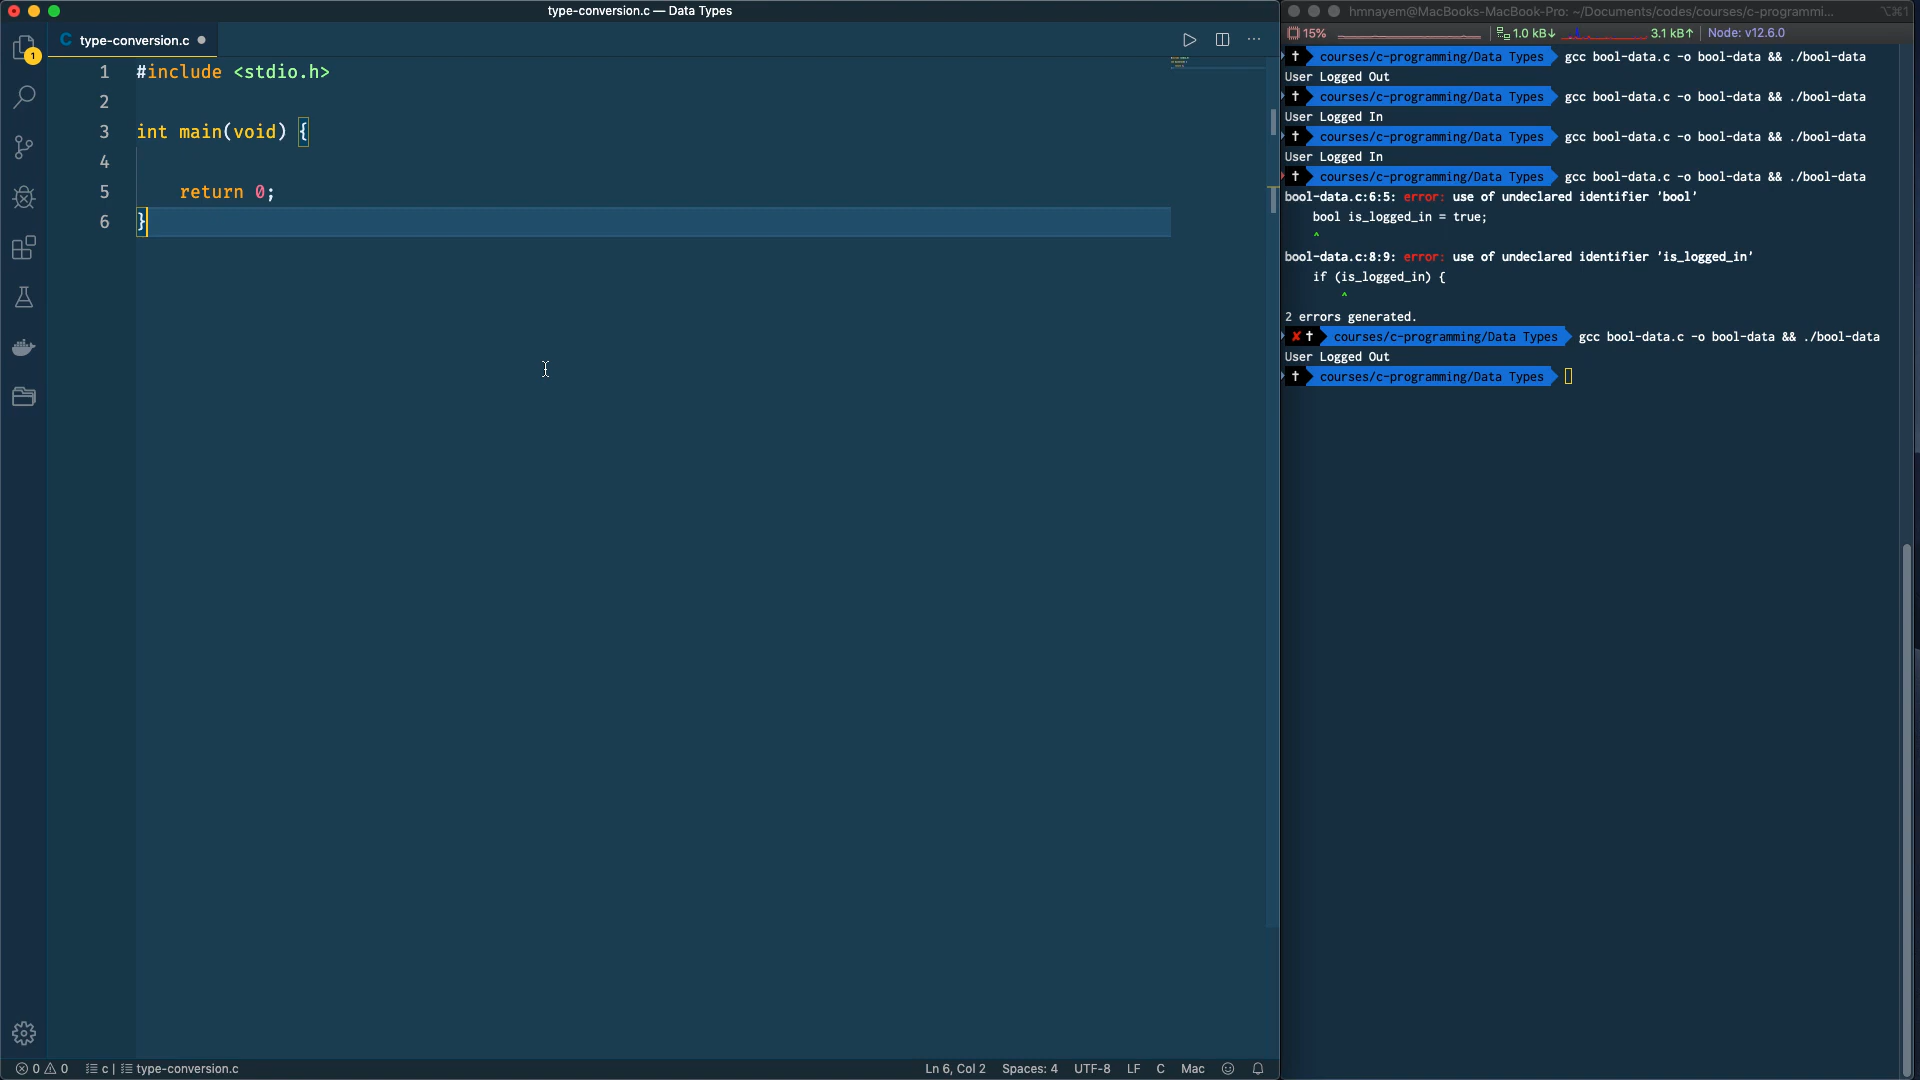 type-conversion.c — Data Types
type-conversion.c
1
1 #include <stdio.h>
2
3 int main(void) {
4
5     return 0;
6 }
0 0 c | type-conversion.c
Ln 6, Col 2 Spaces: 4 UTF-8 LF C Mac
hmnayem@MacBooks-MacBook-Pro: ~/Documents/codes/courses/c-programmi... ⌥⌘1
15% 1.0 kB↓ 3.1 kB↑ Node: v12.6.0
courses/c-programming/Data Types gcc bool-data.c -o bool-data && ./bool-data
User Logged Out
courses/c-programming/Data Types gcc bool-data.c -o bool-data && ./bool-data
User Logged In
courses/c-programming/Data Types gcc bool-data.c -o bool-data && ./bool-data
User Logged In
courses/c-programming/Data Types gcc bool-data.c -o bool-data && ./bool-data
bool-data.c:6:5: error: use of undeclared identifier 'bool'
    bool is_logged_in = true;
    ^
bool-data.c:8:9: error: use of undeclared identifier 'is_logged_in'
    if (is_logged_in) {
        ^
2 errors generated.
✘ † courses/c-programming/Data Types gcc bool-data.c -o bool-data && ./bool-data
User Logged Out
courses/c-programming/Data Types